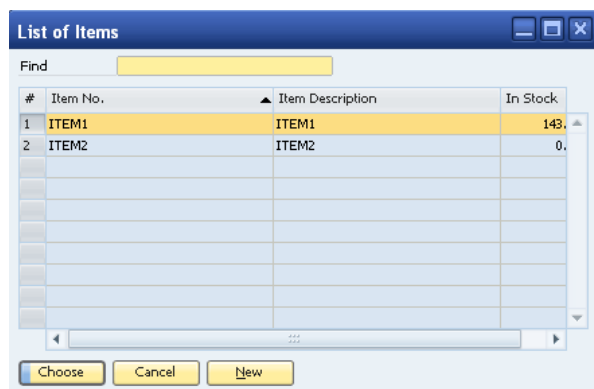 List of Items
Find
# Item No. Item Description In Stock
1 ITEM1 ITEM1 143.
2 ITEM2 ITEM2 0.
Choose Cancel New